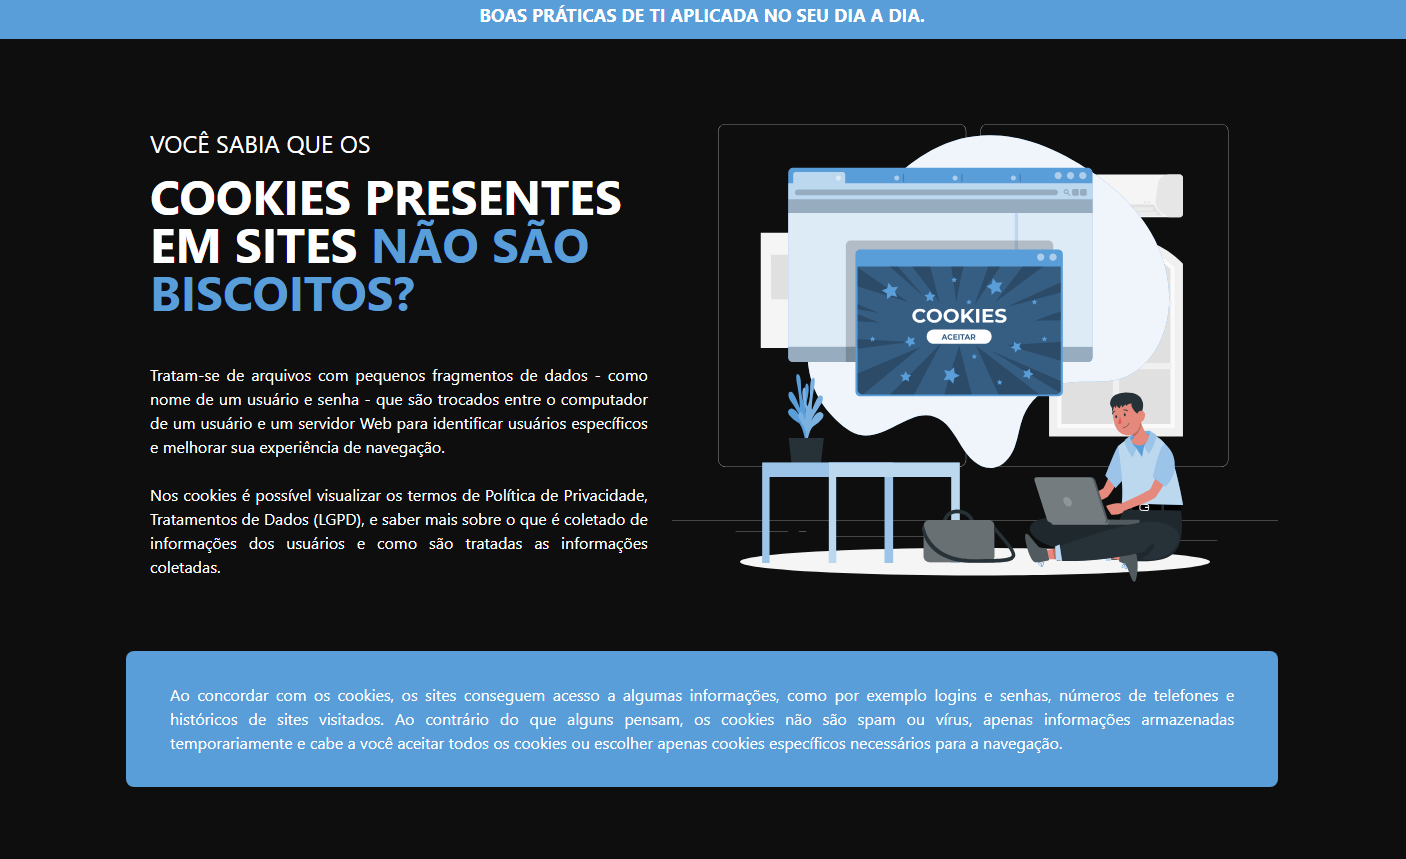 BOAS PRÁTICAS DE TI APLICADA NO SEU DIA A DIA.
VOCÊ SABIA QUE OS
COOKIES PRESENTES
EM SITES NÃO SÃO
BISCOITOS?
Tratam-se de arquivos com pequenos fragmentos de dados - como
nome de um usuário e senha - que são trocados entre o computador
de um usuário e um servidor Web para identificar usuários específicos
e melhorar sua experiência de navegação.
Nos cookies é possível visualizar os termos de Política de Privacidade,
Tratamentos de Dados (LGPD), e saber mais sobre o que é coletado de
informações dos usuários e como são tratadas as informações
coletadas.
COOKIES
ACEITAR
Ao concordar com os cookies, os sites conseguem acesso a algumas informações, como por exemplo logins e senhas, números de telefones e
históricos de sites visitados. Ao contrário do que alguns pensam, os cookies não são spam ou vírus, apenas informações armazenadas
temporariamente e cabe a você aceitar todos os cookies ou escolher apenas cookies específicos necessários para a navegação.